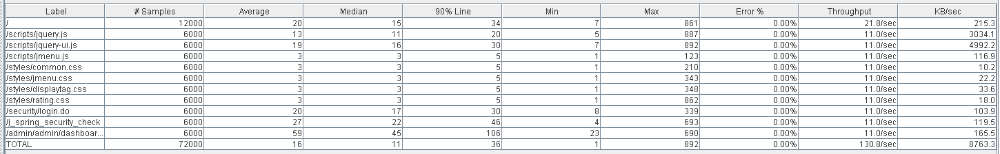 Label # Samples Average Median 90% Line Min Max Error % Throughput KB/sec
/ 12000 20 15 34 7 861 0.00% 21.8/sec 215.3
/scripts/jquery.js 6000 13 11 20 5 887 0.00% 11.0/sec 3034.1
/scripts/jquery-ui.js 6000 19 16 30 7 892 0.00% 11.0/sec 4992.2
/scripts/jmenu.js 6000 3 3 5 1 123 0.00% 11.0/sec 116.9
/styles/common.css 6000 3 3 5 1 210 0.00% 11.0/sec 10.2
/styles/jmenu.css 6000 3 3 5 1 343 0.00% 11.0/sec 22.2
/styles/displaytag.css 6000 3 3 5 1 348 0.00% 11.0/sec 33.6
/styles/rating.css 6000 3 3 5 1 862 0.00% 11.0/sec 18.0
/security/login.do 6000 20 17 30 8 339 0.00% 11.0/sec 103.9
/j_spring_security_check 6000 27 22 46 4 693 0.00% 11.0/sec 119.5
/admin/admin/dashboar... 6000 59 45 106 23 690 0.00% 11.0/sec 165.5
TOTAL 72000 16 11 36 1 892 0.00% 130.8/sec 8763.3